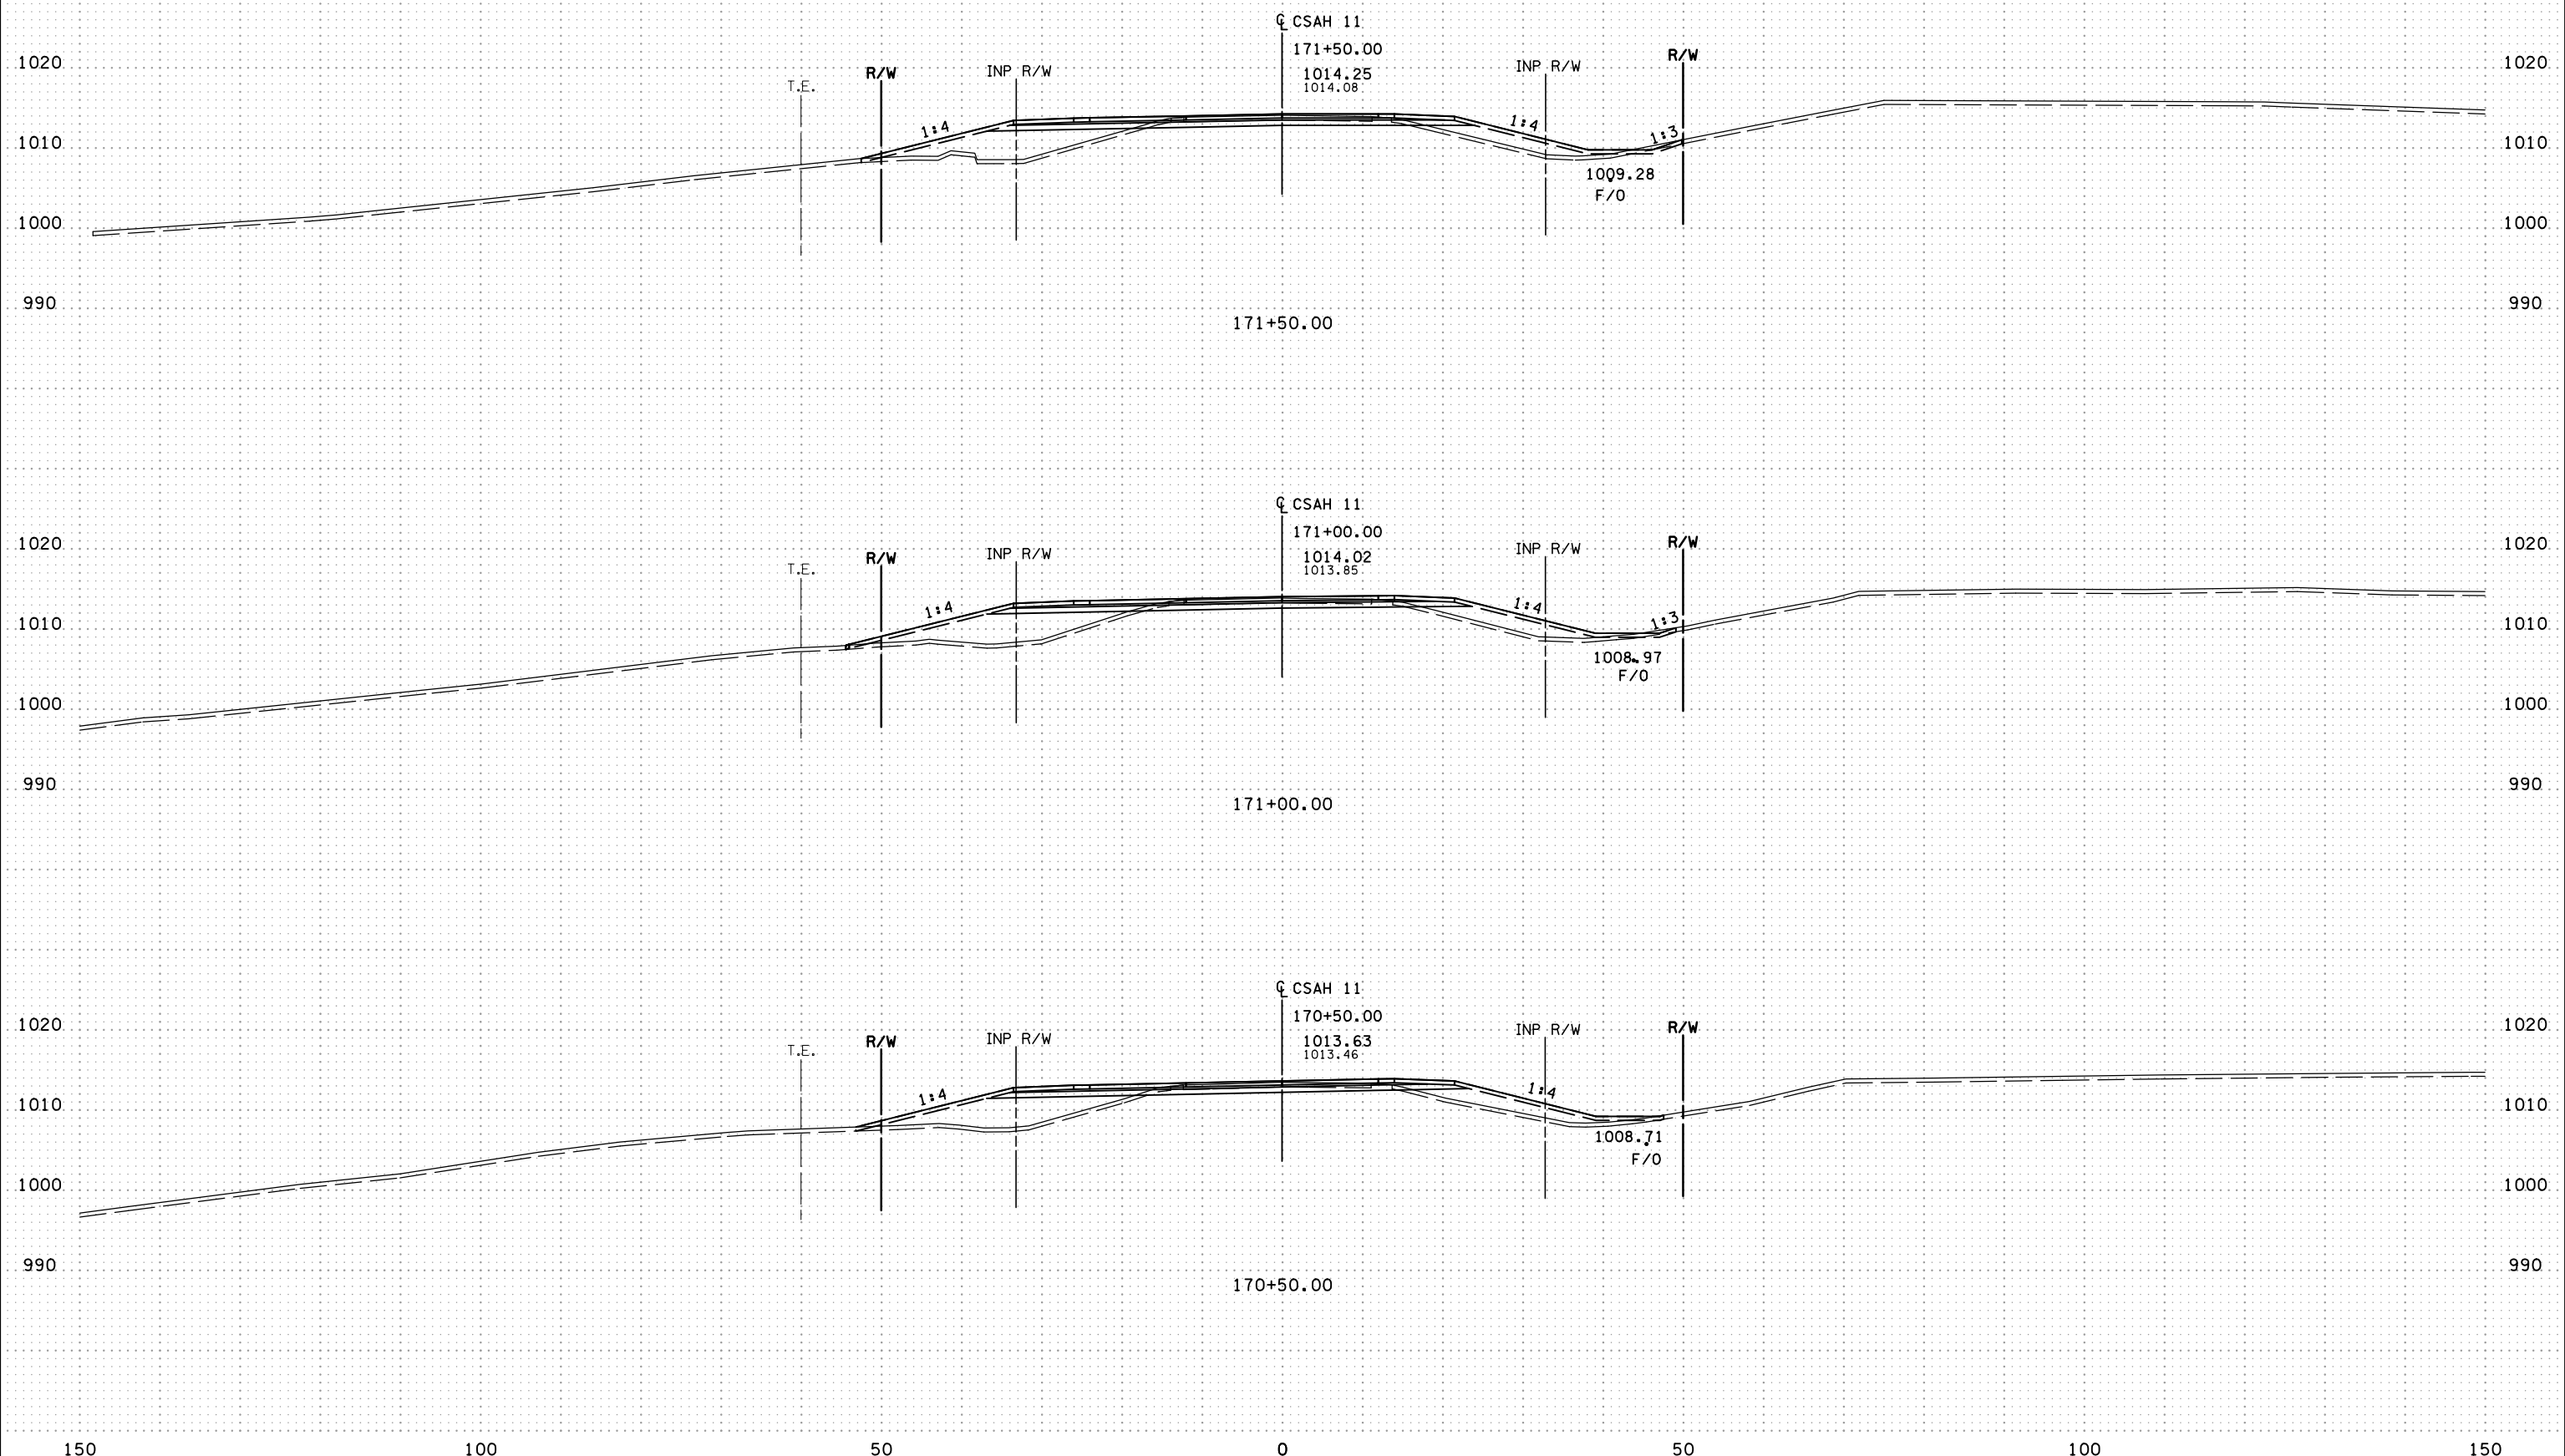 ℄ CSAH 11
171+50.00
1014.25
1014.08
T.E.
R/W
INP R/W
INP R/W
R/W
1020
1020
1:4
1:4
1:3
1010
1010
1009.28
F/O
1000
1000
990
990
171+50.00
℄ CSAH 11
171+00.00
1014.02
1013.85
T.E.
R/W
INP R/W
INP R/W
R/W
1020
1020
1:4
1:4
1:3
1010
1010
1008.97
F/O
1000
1000
990
990
171+00.00
℄ CSAH 11
170+50.00
1013.63
1013.46
T.E.
R/W
INP R/W
INP R/W
R/W
1020
1020
1:4
1:4
1010
1010
1008.71
F/O
1000
1000
990
990
170+50.00
150 100 50 0 50 100 150